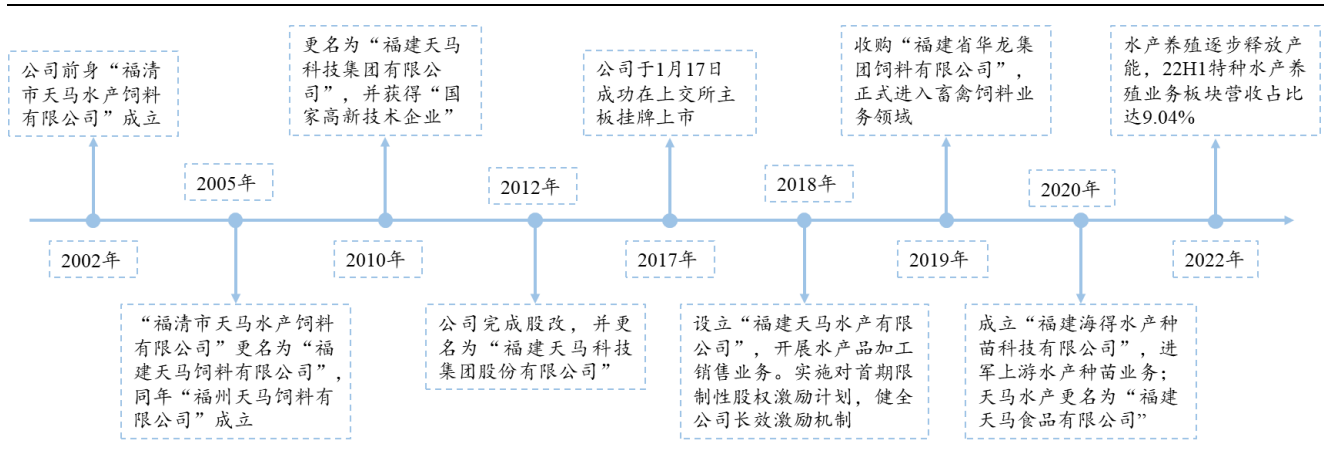 公司前身“福清
市天马水产饲料
有限公司”成立
2002年
2005年
“福清市天马水产饲料
有限公司”更名为“福
建天马饲料有限公司”，
同年“福州天马饲料有
限公司”成立
更名为“福建天马
科技集团有限公
司”，并获得“国
家高新技术企业”
2010年
2012年
公司完成股改，并更
名为“福建天马科技
集团股份有限公司”
公司于1月17日
成功在上交所主
板挂牌上市
2017年
2018年
设立“福建天马水产有限
公司”，开展水产品加工
销售业务。实施对首期限
制性股权激励计划，健全
公司长效激励机制
收购“福建省华龙集
团饲料有限公司”，
正式进入畜禽饲料业
务领域
2019年
2020年
成立“福建海得水产种
苗科技有限公司”，进
军上游水产种苗业务；
天马水产更名为“福建
天马食品有限公司”
水产养殖逐步释放产
能，22H1特种水产养
殖业务板块营收占比
达9.04%
2022年